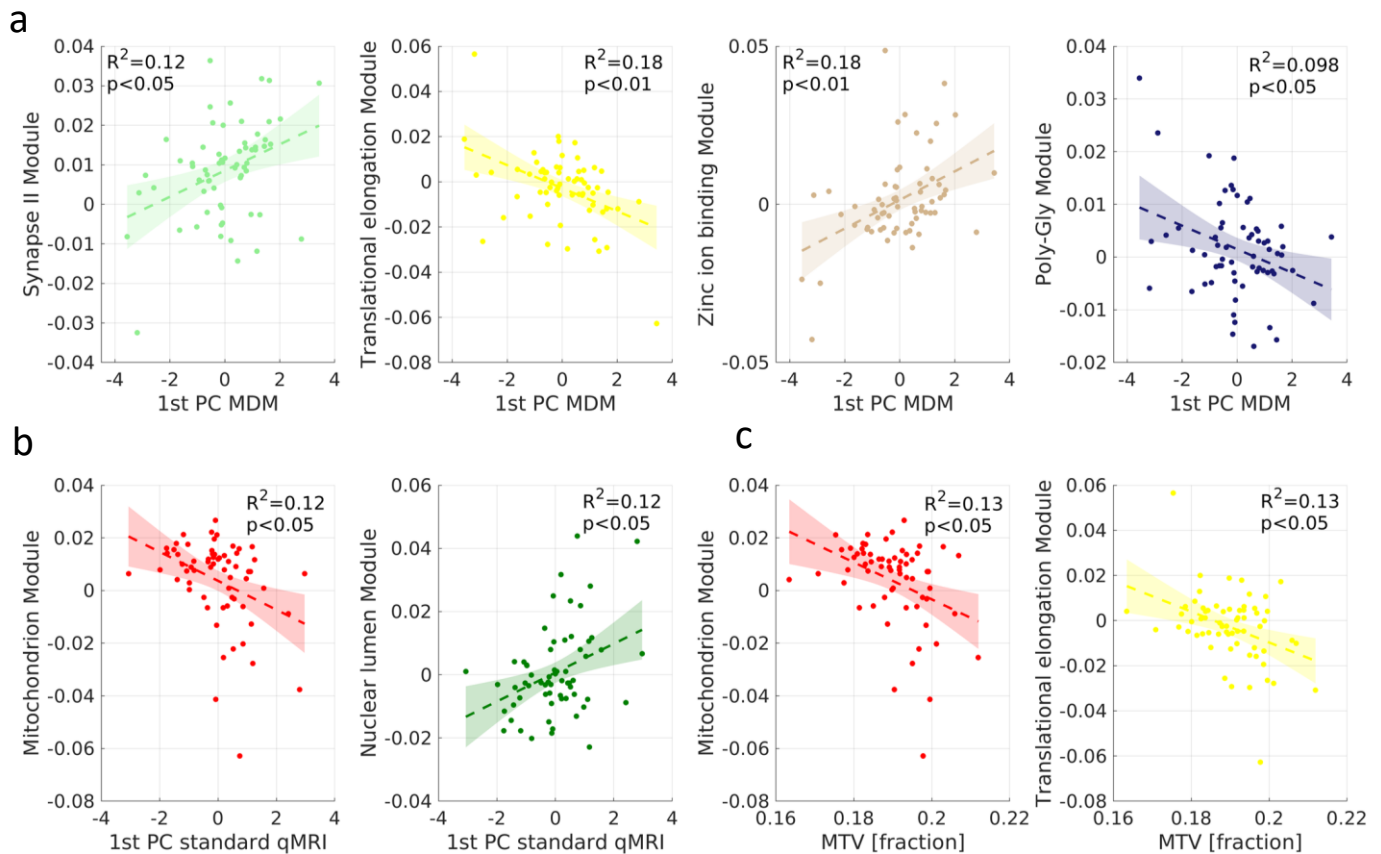 a
R²=0.12
p<0.05
0.04
0.03
0.02
0.01
0
-0.01
-0.02
-0.03
-0.04
Synapse II Module
-4 -2 0 2 4
1st PC MDM
R²=0.18
p<0.01
0.06
0.04
0.02
0
-0.02
-0.04
-0.06
-0.08
Translational elongation Module
-4 -2 0 2 4
1st PC MDM
R²=0.18
p<0.01
0.05
0
-0.05
Zinc ion binding Module
-4 -2 0 2 4
1st PC MDM
R²=0.098
p<0.05
0.04
0.03
0.02
0.01
0
-0.01
-0.02
Poly-Gly Module
-4 -2 0 2 4
1st PC MDM
b
R²=0.12
p<0.05
0.04
0.02
0
-0.02
-0.04
-0.06
-0.08
Mitochondrion Module
-4 -2 0 2 4
1st PC standard qMRI
R²=0.12
p<0.05
0.06
0.04
0.02
0
-0.02
-0.04
Nuclear lumen Module
-4 -2 0 2 4
1st PC standard qMRI
c
R²=0.13
p<0.05
0.04
0.02
0
-0.02
-0.04
-0.06
-0.08
Mitochondrion Module
0.16 0.18 0.2 0.22
MTV [fraction]
R²=0.13
p<0.05
0.06
0.04
0.02
0
-0.02
-0.04
-0.06
-0.08
Translational elongation Module
0.16 0.18 0.2 0.22
MTV [fraction]